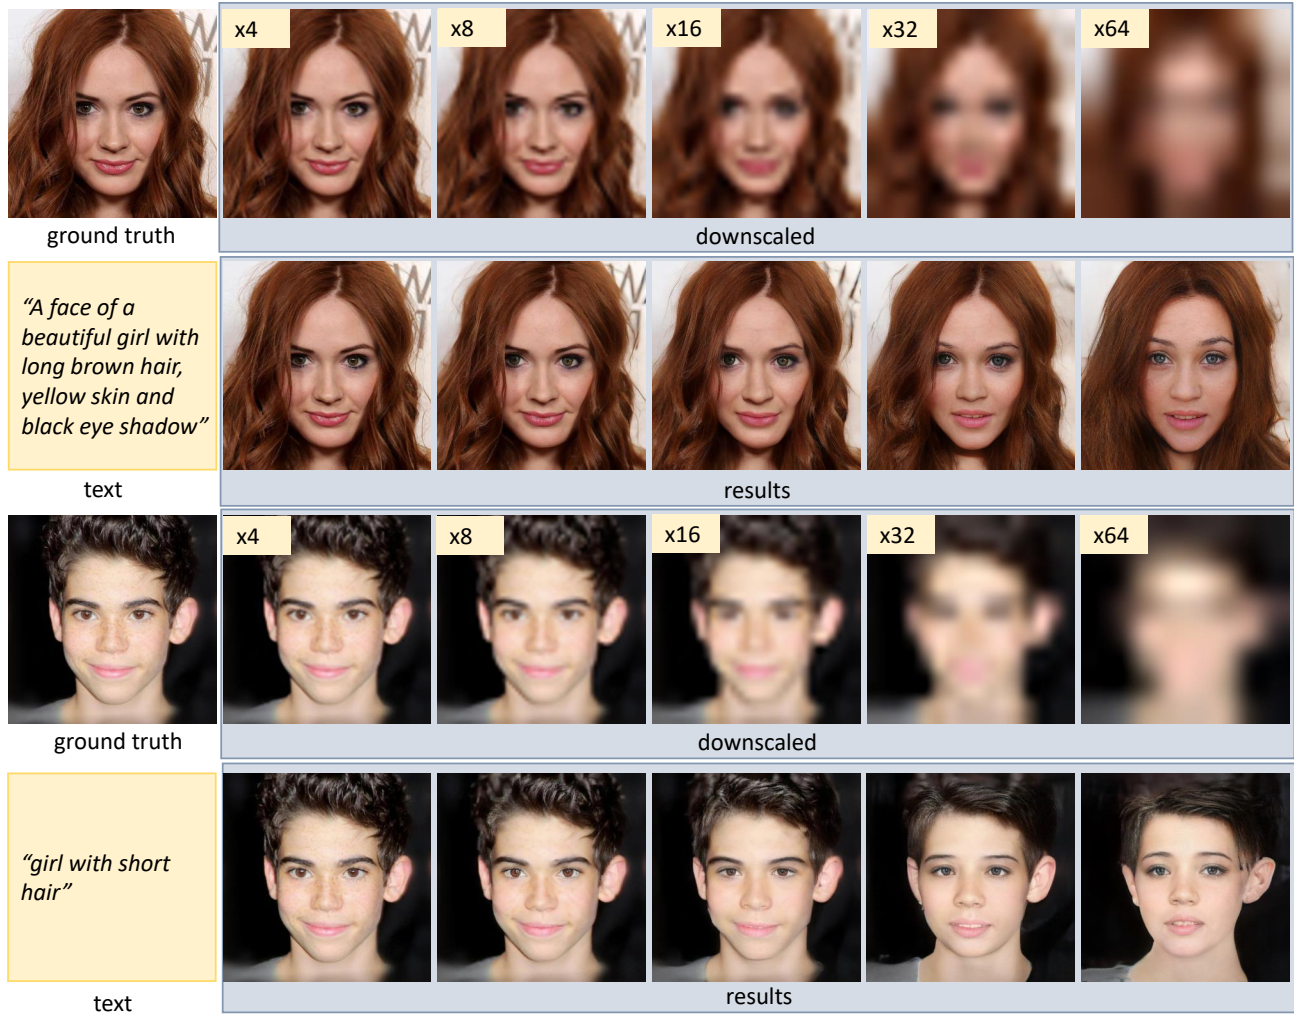 x4
x8
x16
x32
x64
ground truth
downscaled
“A face of a
beautiful girl with
long brown hair,
yellow skin and
black eye shadow”
text
results
x4
x8
x16
x32
x64
ground truth
downscaled
“girl with short
hair”
text
results